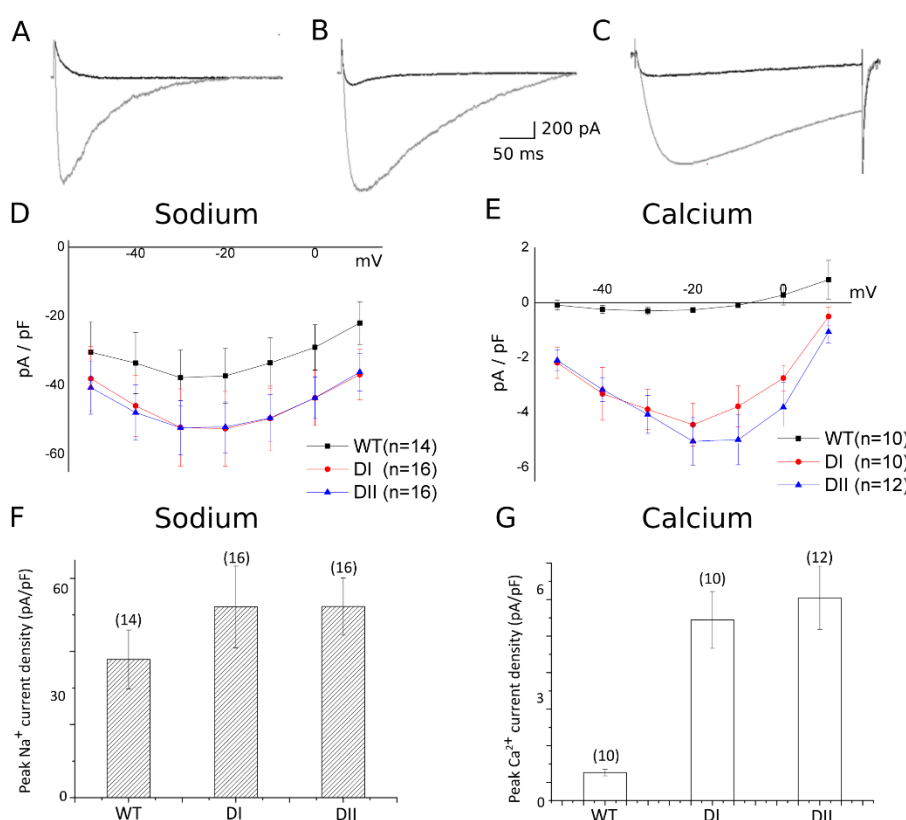 A
B
C
200 pA
50 ms
D
Sodium
0
-40
-20
0
mV
-20
-40
-60
pA / pF
WT(n=14)
DI (n=16)
DII (n=16)
E
Calcium
2
0
-2
-4
-6
-40
-20
0
mV
pA / pF
WT (n=10)
DI (n=10)
DII (n=12)
F
Sodium
Peak Na⁺ current density (pA/pF)
60
30
0
(14)
(16)
(16)
WT
DI
DII
G
Calcium
Peak Ca²⁺ current density (pA/pF)
6
3
0
(10)
(10)
(12)
WT
DI
DII